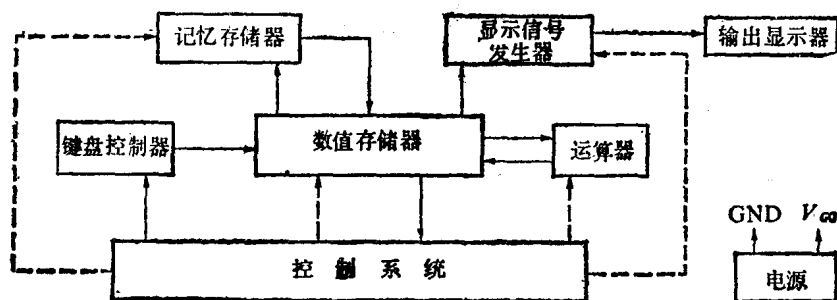 记忆存储器
显示信号
发生器
输出显示器
键盘控制器
数值存储器
运算器
控制系统
GND V_GG
电源